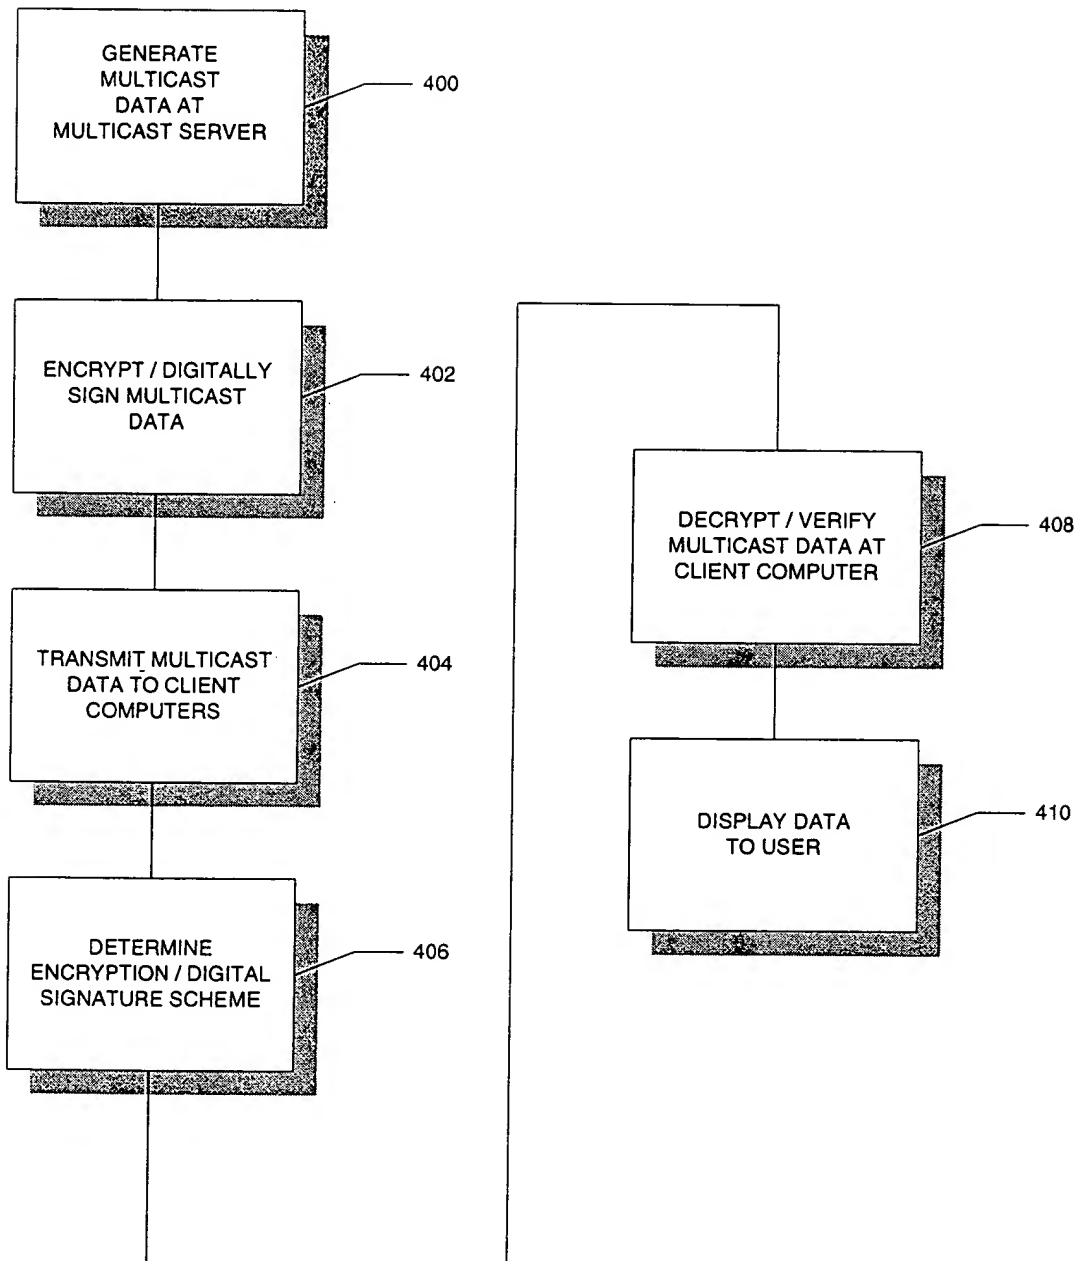 GENERATE
MULTICAST
DATA AT
MULTICAST SERVER
400
ENCRYPT / DIGITALLY
SIGN MULTICAST
DATA
402
TRANSMIT MULTICAST
DATA TO CLIENT
COMPUTERS
404
DETERMINE
ENCRYPTION / DIGITAL
SIGNATURE SCHEME
406
DECRYPT / VERIFY
MULTICAST DATA AT
CLIENT COMPUTER
408
DISPLAY DATA
TO USER
410